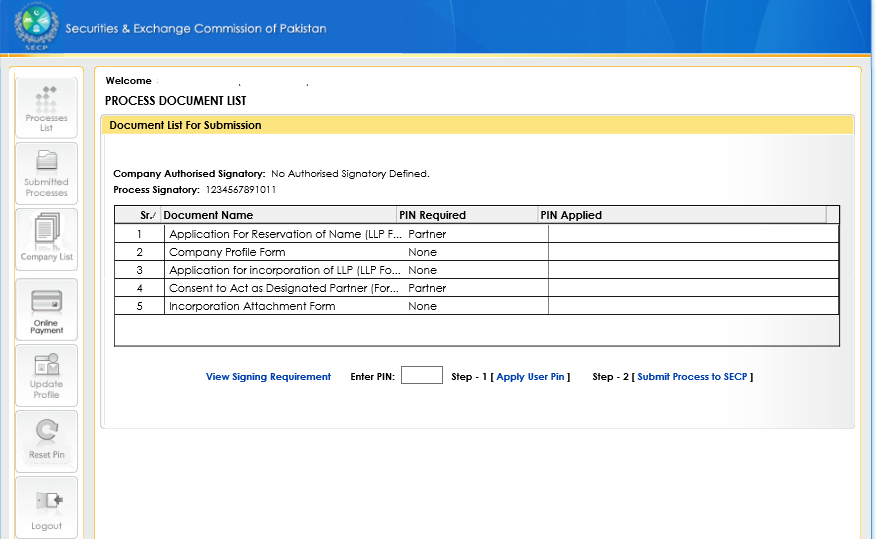 Securities & Exchange Commission of Pakistan
SECP
Processes
List
Submitted
Processes
Company List
Online
Payment
Update
Profile
Reset Pin
Logout
Welcome
PROCESS DOCUMENT LIST
Document List For Submission
Company Authorised Signatory: No Authorised Signatory Defined.
Process Signatory: 1234567891011
Sr. Document Name PIN Required PIN Applied
1 Application For Reservation of Name (LLP F... Partner
2 Company Profile Form None
3 Application for incorporation of LLP (LLP Fo... None
4 Consent to Act as Designated Partner (For... Partner
5 Incorporation Attachment Form None
View Signing Requirement Enter PIN: Step - 1 [ Apply User Pin ] Step - 2 [ Submit Process to SECP ]